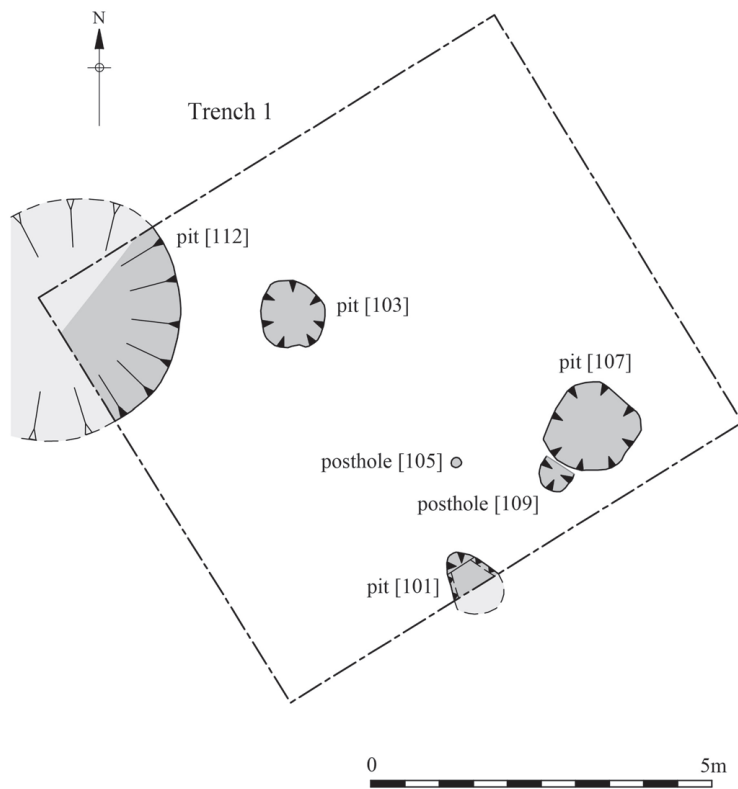 N
Trench 1
pit [112]
pit [103]
pit [107]
posthole [105]
posthole [109]
pit [101]
0 5m